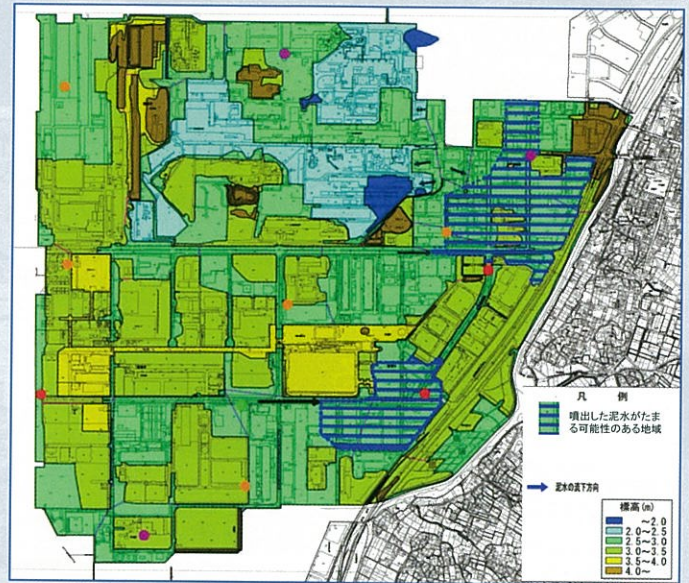 凡 例
噴出した泥水がたま
る可能性のある地域
泥水の流下方向
標高(m)
～2.0
2.0～2.5
2.5～3.0
3.0～3.5
3.5～4.0
4.0～